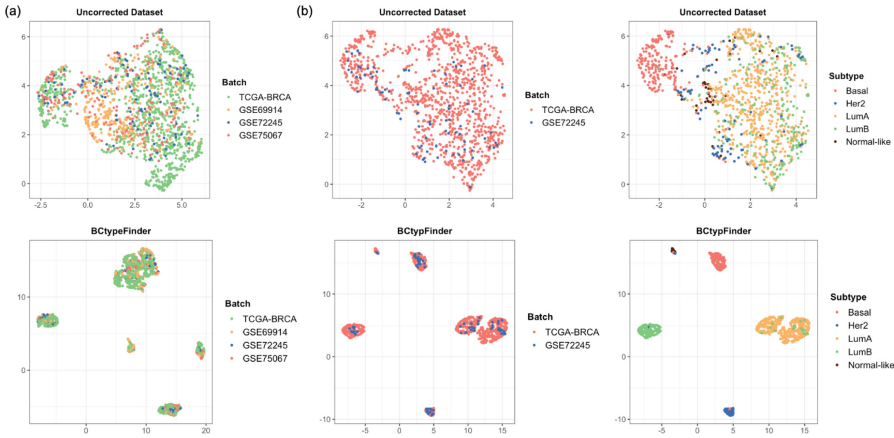 (a)
Uncorrected Dataset
6
4
2
0
-2.5
0.0
2.5
5.0
Batch
TCGA-BRCA
GSE69914
GSE72245
GSE75067
(b)
Uncorrected Dataset
6
4
2
0
-2
0
2
4
Batch
TCGA-BRCA
GSE72245
Uncorrected Dataset
6
4
2
0
-2
0
2
4
Subtype
Basal
Her2
LumA
LumB
Normal-like
BCtypeFinder
10
0
0
10
20
Batch
TCGA-BRCA
GSE69914
GSE72245
GSE75067
BCtypFinder
10
0
-10
-5
0
5
10
15
Batch
TCGA-BRCA
GSE72245
BCtypFinder
10
0
-10
-5
0
5
10
15
Subtype
Basal
Her2
LumA
LumB
Normal-like